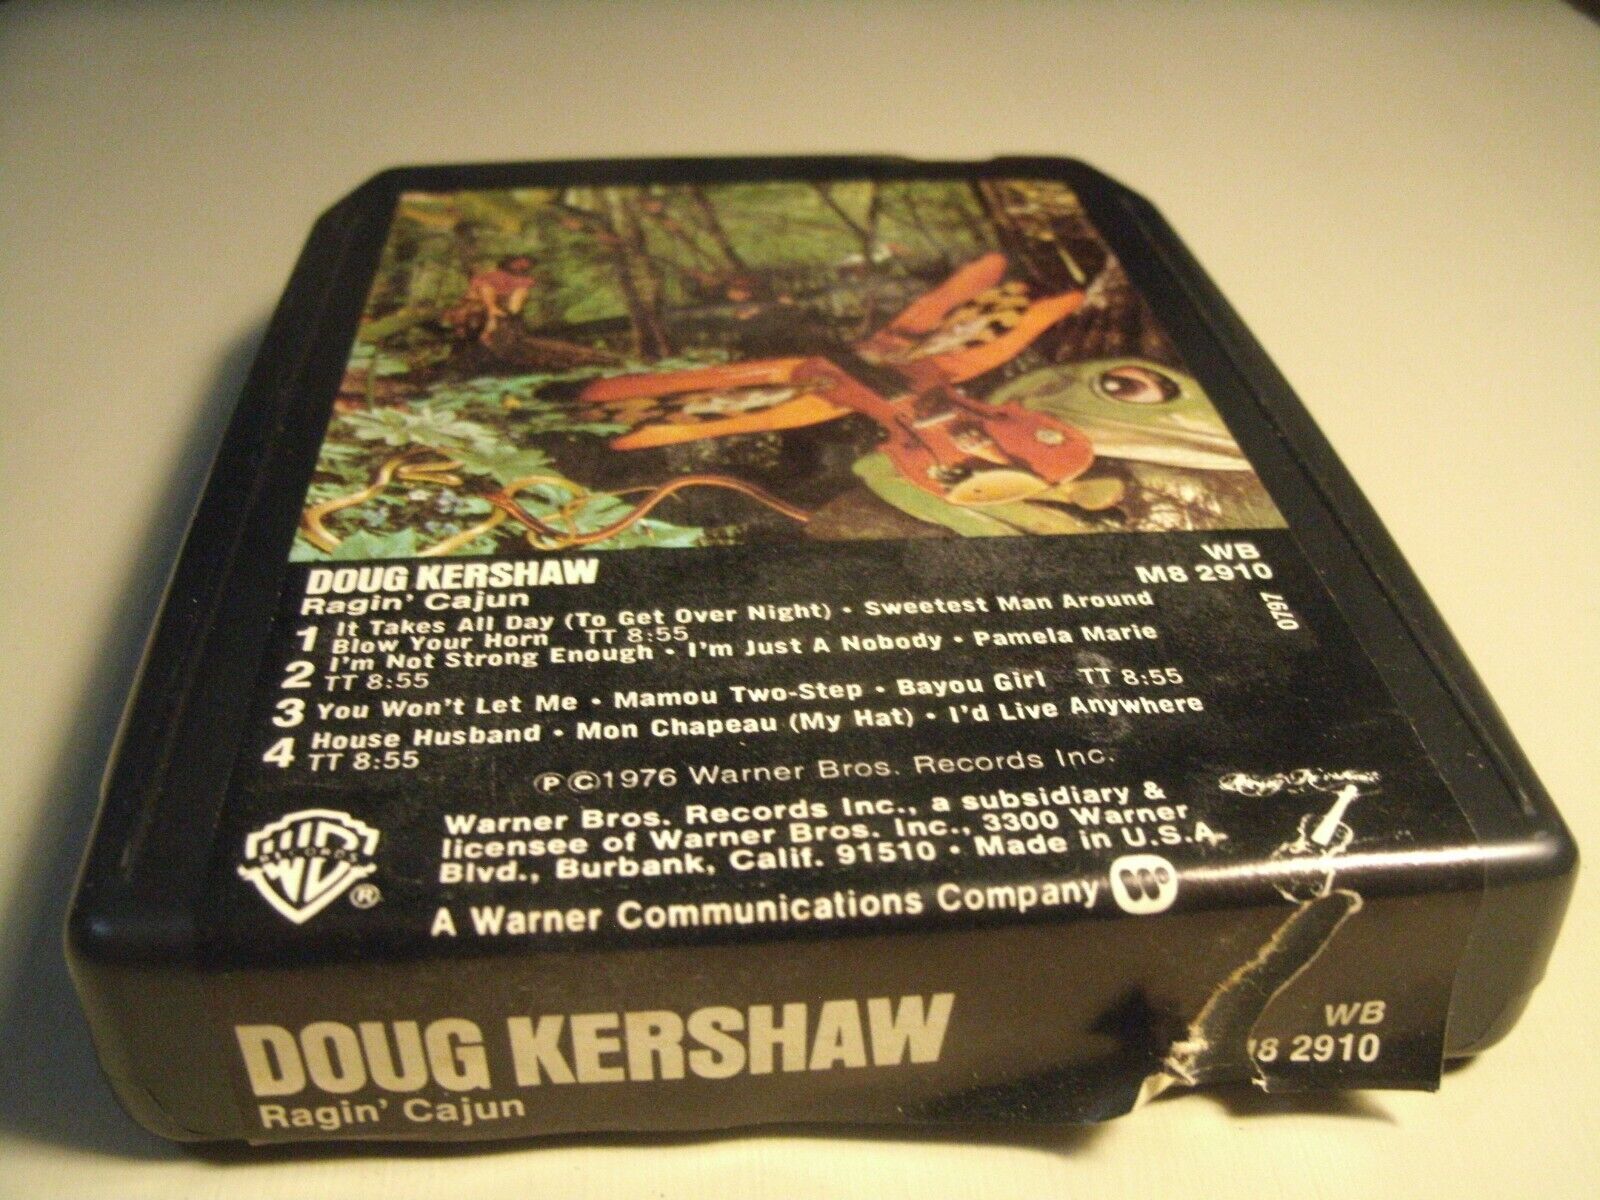 DOUG KERSHAW
Ragin' Cajun
WB
M8 2910
0797
1 It Takes All Day (To Get Over Night) • Sweetest Man Around
Blow Your Horn TT 8:55
2 I'm Not Strong Enough • I'm Just A Nobody • Pamela Marie
TT 8:55
3 You Won't Let Me • Mamou Two-Step • Bayou Girl TT 8:55
4 House Husband • Mon Chapeau (My Hat) • I'd Live Anywhere
TT 8:55
Ⓟ©1976 Warner Bros. Records Inc.
Warner Bros. Records Inc., a subsidiary &
licensee of Warner Bros. Inc., 3300 Warner
Blvd., Burbank, Calif. 91510 • Made in U.S.A.
A Warner Communications Company
RECORDS
®
DOUG KERSHAW
Ragin' Cajun
WB
8 2910